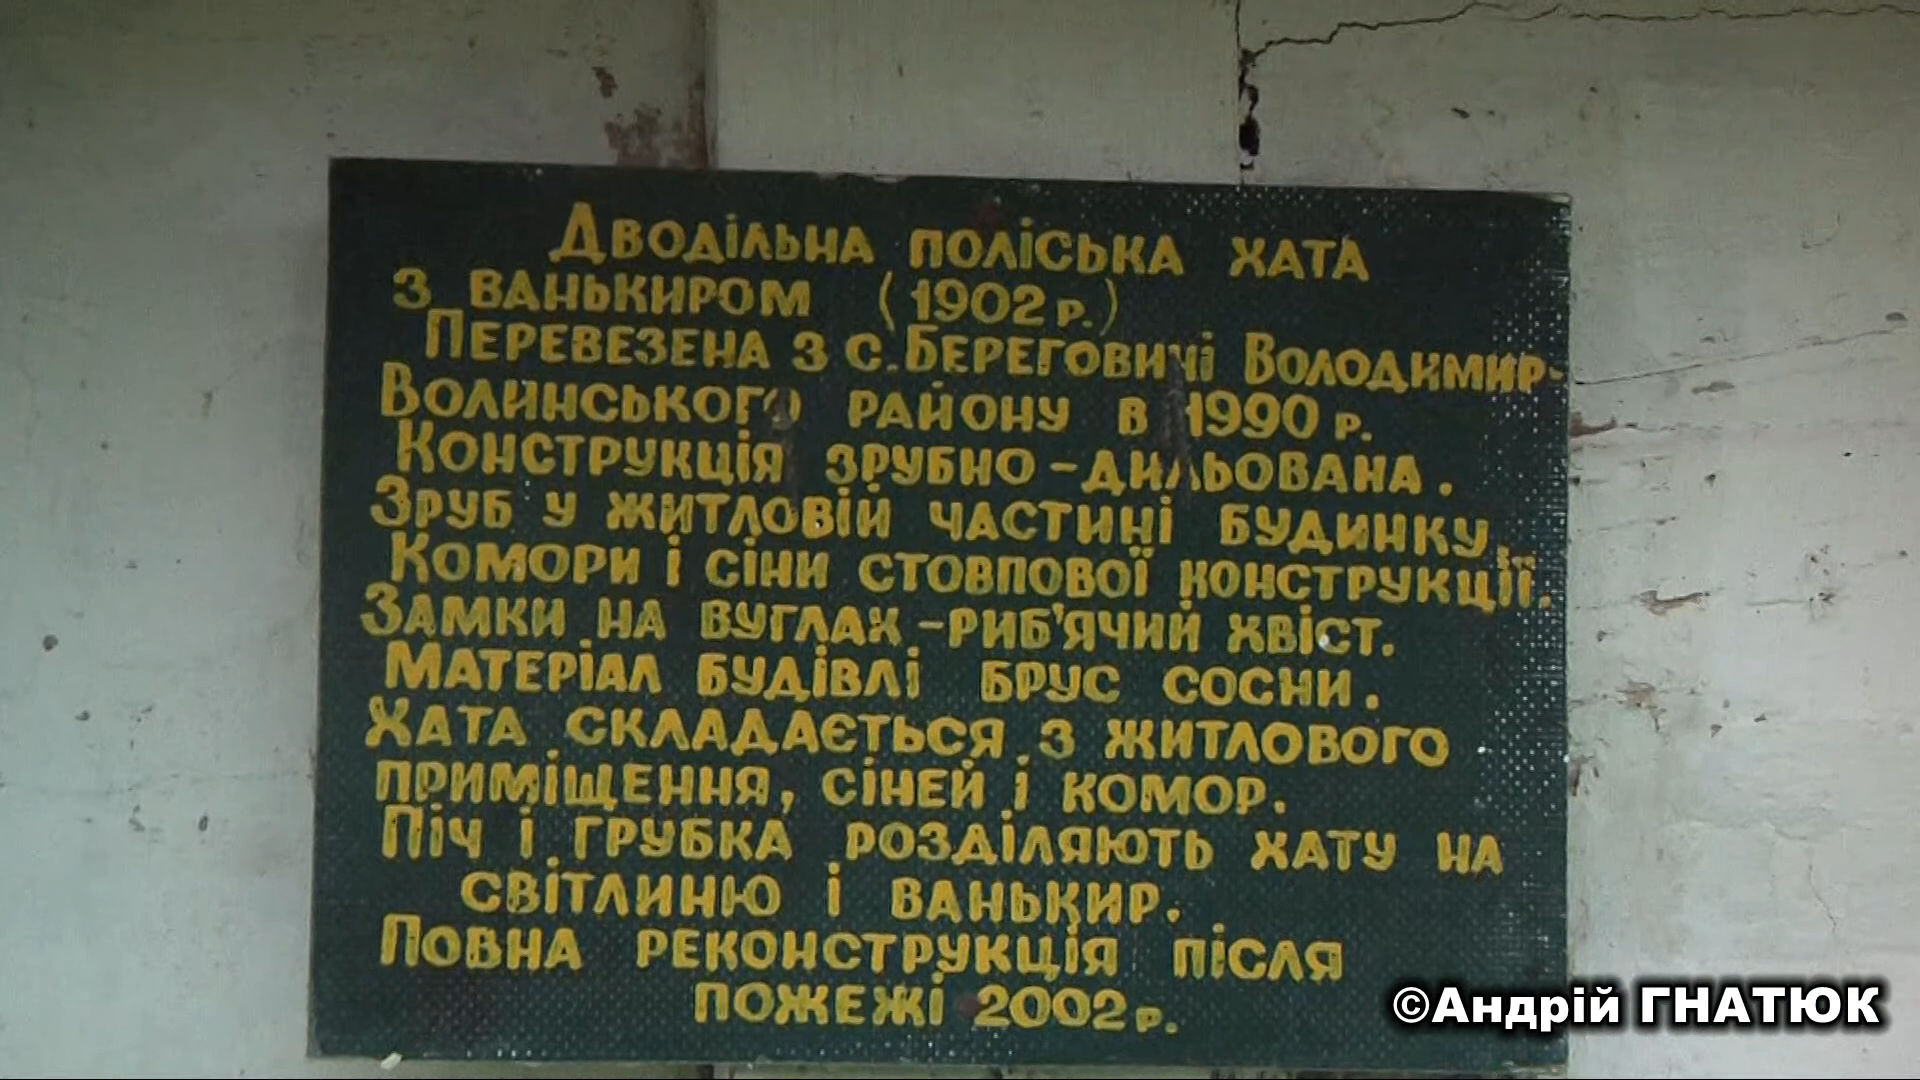 Дводільна поліська хата
з ванькиром (1902 р.)
Перевезена з с. Береговичі Володимир-
Волинського району в 1990 р.
Конструкція зрубно-дильована.
Зруб у житловій частині будинку.
Комори і сіни стовпової конструкції.
Замки на вуглах - риб'ячий хвіст.
Матеріал будівлі брус сосни.
Хата складається з житлового
приміщення, сіней і комор.
Піч і грубка розділяють хату на
світлиню і ванькир.
Повна реконструкція після
пожежі 2002 р.
©Андрій ГНАТЮК